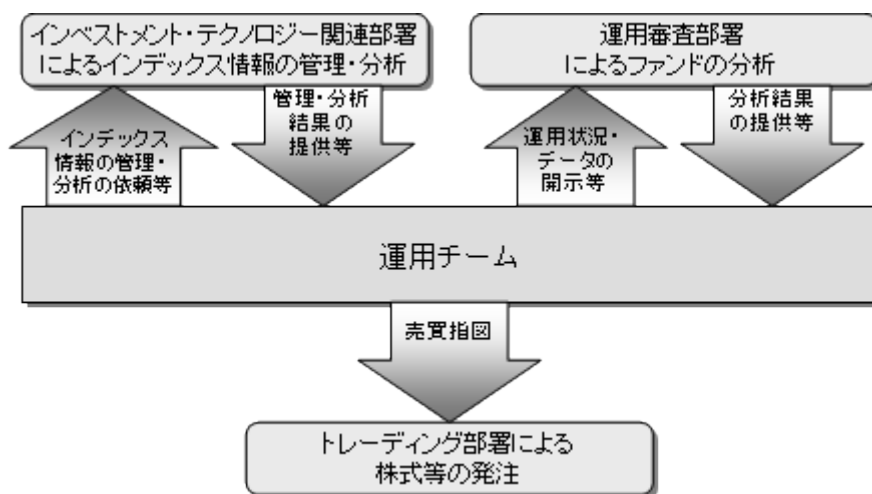 インベストメント・テクノロジー関連部署
によるインデックス情報の管理・分析
運用審査部署
によるファンドの分析
インデックス
情報の管理・
分析の依頼等
管理・分析
結果の
提供等
運用状況・
データの
開示等
分析結果
の提供等
運用チーム
売買指図
トレーディング部署による
株式等の発注